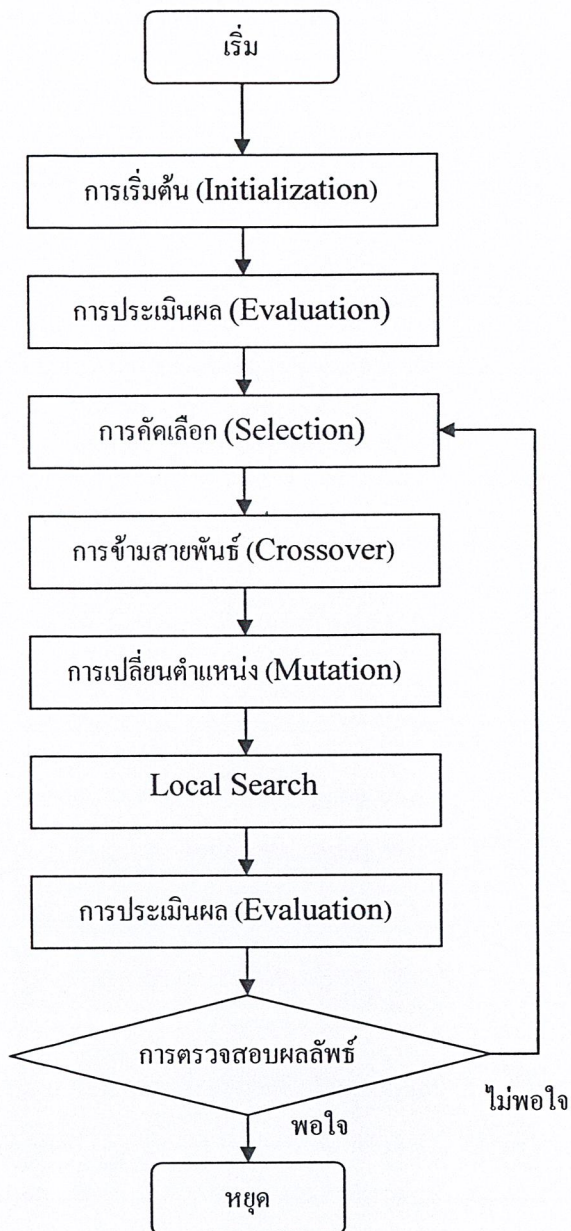 เริ่ม
การเริ่มต้น (Initialization)
การประเมินผล (Evaluation)
การคัดเลือก (Selection)
การข้ามสายพันธ์ (Crossover)
การเปลี่ยนตำแหน่ง (Mutation)
Local Search
การประเมินผล (Evaluation)
การตรวจสอบผลลัพธ์
ไม่พอใจ
พอใจ
หยุด